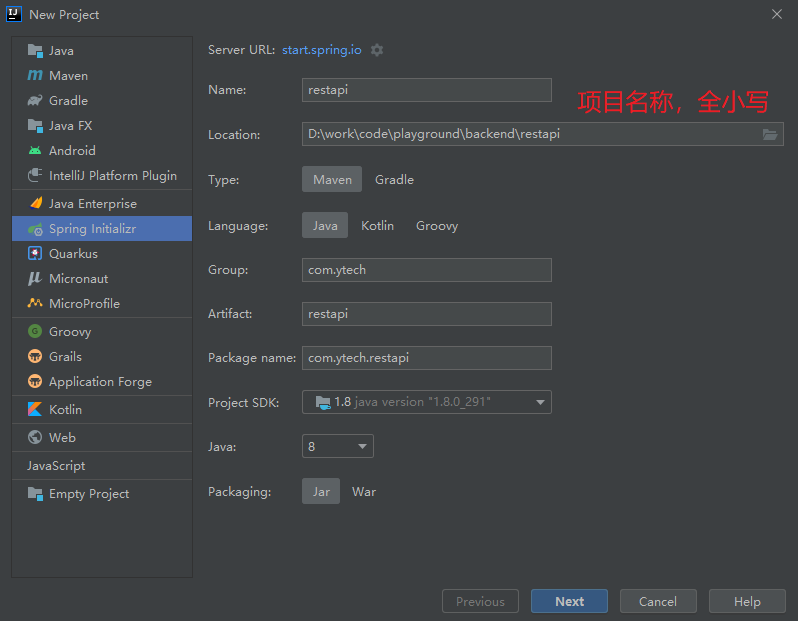 New Project
Java
Maven
Gradle
Java FX
Android
IntelliJ Platform Plugin
Java Enterprise
Spring Initializr
Quarkus
Micronaut
MicroProfile
Groovy
Grails
Application Forge
Kotlin
Web
JavaScript
Empty Project
Server URL: start.spring.io
Name: restapi
项目名称，全小写
Location: D:\work\code\playground\backend\restapi
Type: Maven Gradle
Language: Java Kotlin Groovy
Group: com.ytech
Artifact: restapi
Package name: com.ytech.restapi
Project SDK: 1.8 java version "1.8.0_291"
Java: 8
Packaging: Jar War
Previous Next Cancel Help